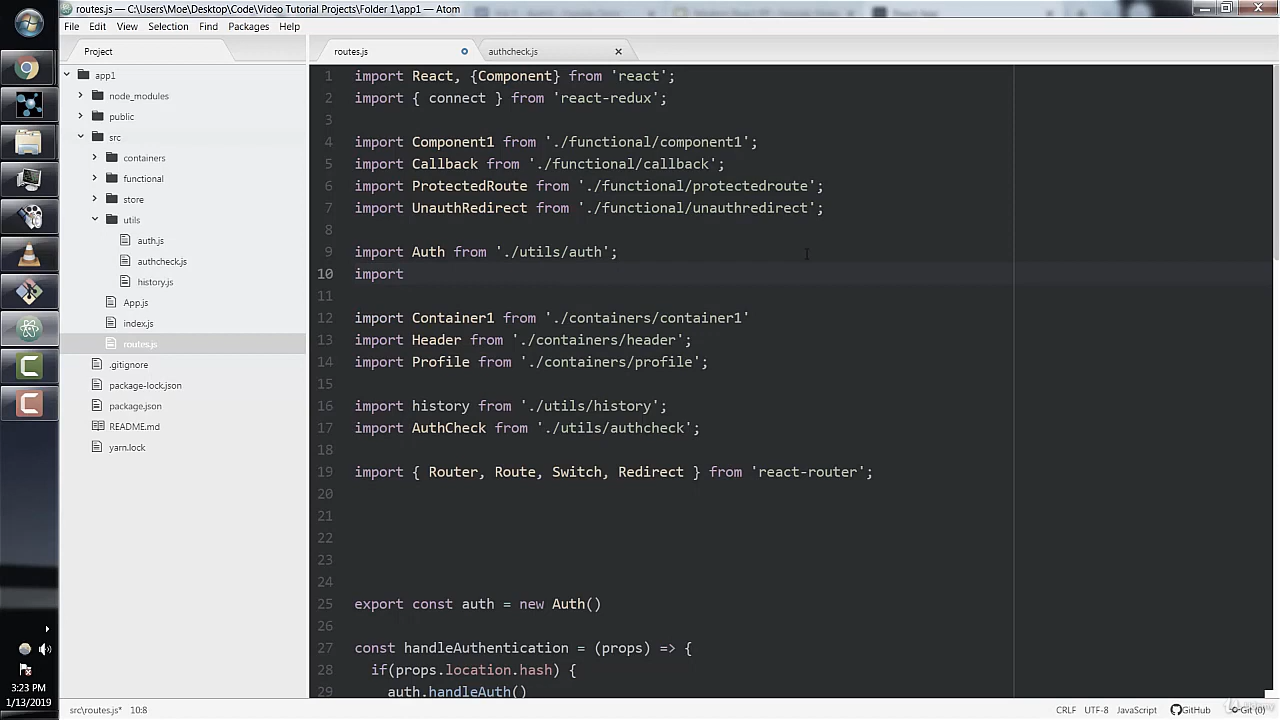 routes.js — C:\Users\Moe\Desktop\Code\Video Tutorial Projects\Folder 1\app1 — Atom
File Edit View Selection Find Packages Help
Project
routes.js
authcheck.js
app1
node_modules
public
src
containers
functional
store
utils
auth.js
authcheck.js
history.js
App.js
index.js
routes.js
.gitignore
package-lock.json
package.json
README.md
yarn.lock
1 import React, {Component} from 'react';
2 import { connect } from 'react-redux';
3
4 import Component1 from './functional/component1';
5 import Callback from './functional/callback';
6 import ProtectedRoute from './functional/protectedroute';
7 import UnauthRedirect from './functional/unauthredirect';
8
9 import Auth from './utils/auth';
10 import
11
12 import Container1 from './containers/container1'
13 import Header from './containers/header';
14 import Profile from './containers/profile';
15
16 import history from './utils/history';
17 import AuthCheck from './utils/authcheck';
18
19 import { Router, Route, Switch, Redirect } from 'react-router';
20
21
22
23
24
25 export const auth = new Auth()
26
27 const handleAuthentication = (props) => {
28 if(props.location.hash) {
29 auth.handleAuth()
3:23 PM
1/13/2019
src\routes.js* 10:8
CRLF UTF-8 JavaScript GitHub Git (0)